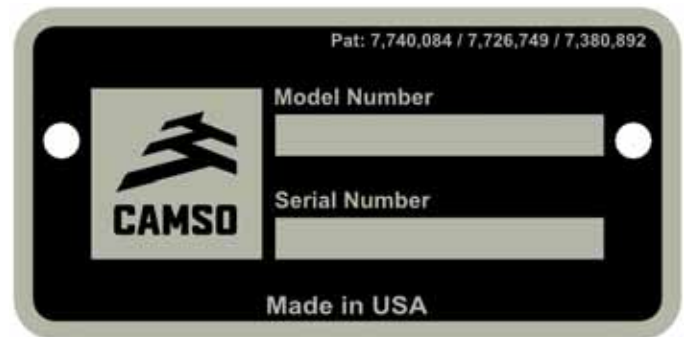 Pat: 7,740,084 / 7,726,749 / 7,380,892
Model Number
CAMSO
Serial Number
Made in USA